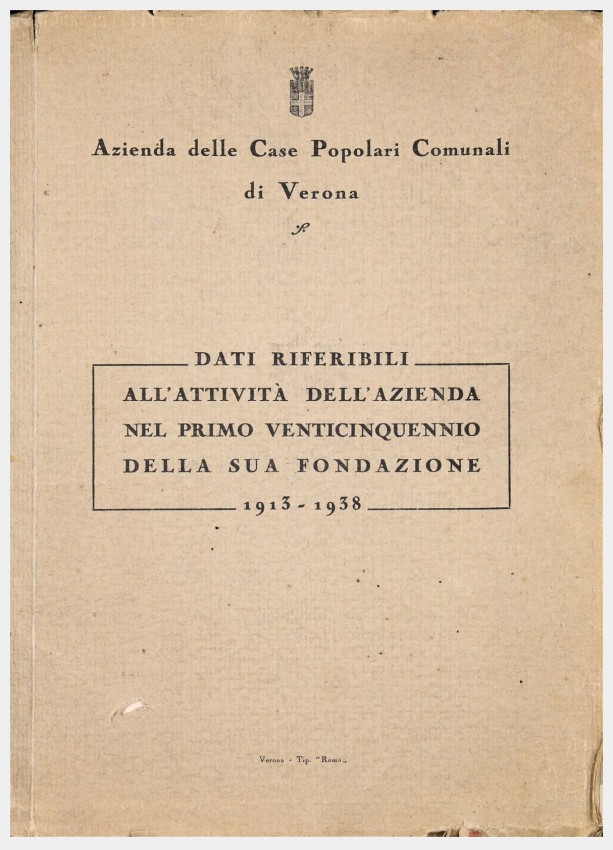 Azienda delle Case Popolari Comunali
di Verona
DATI RIFERIBILI
ALL'ATTIVITÀ DELL'AZIENDA
NEL PRIMO VENTICINQUENNIO
DELLA SUA FONDAZIONE
1913 - 1938
Verona - Tip. "Roma„